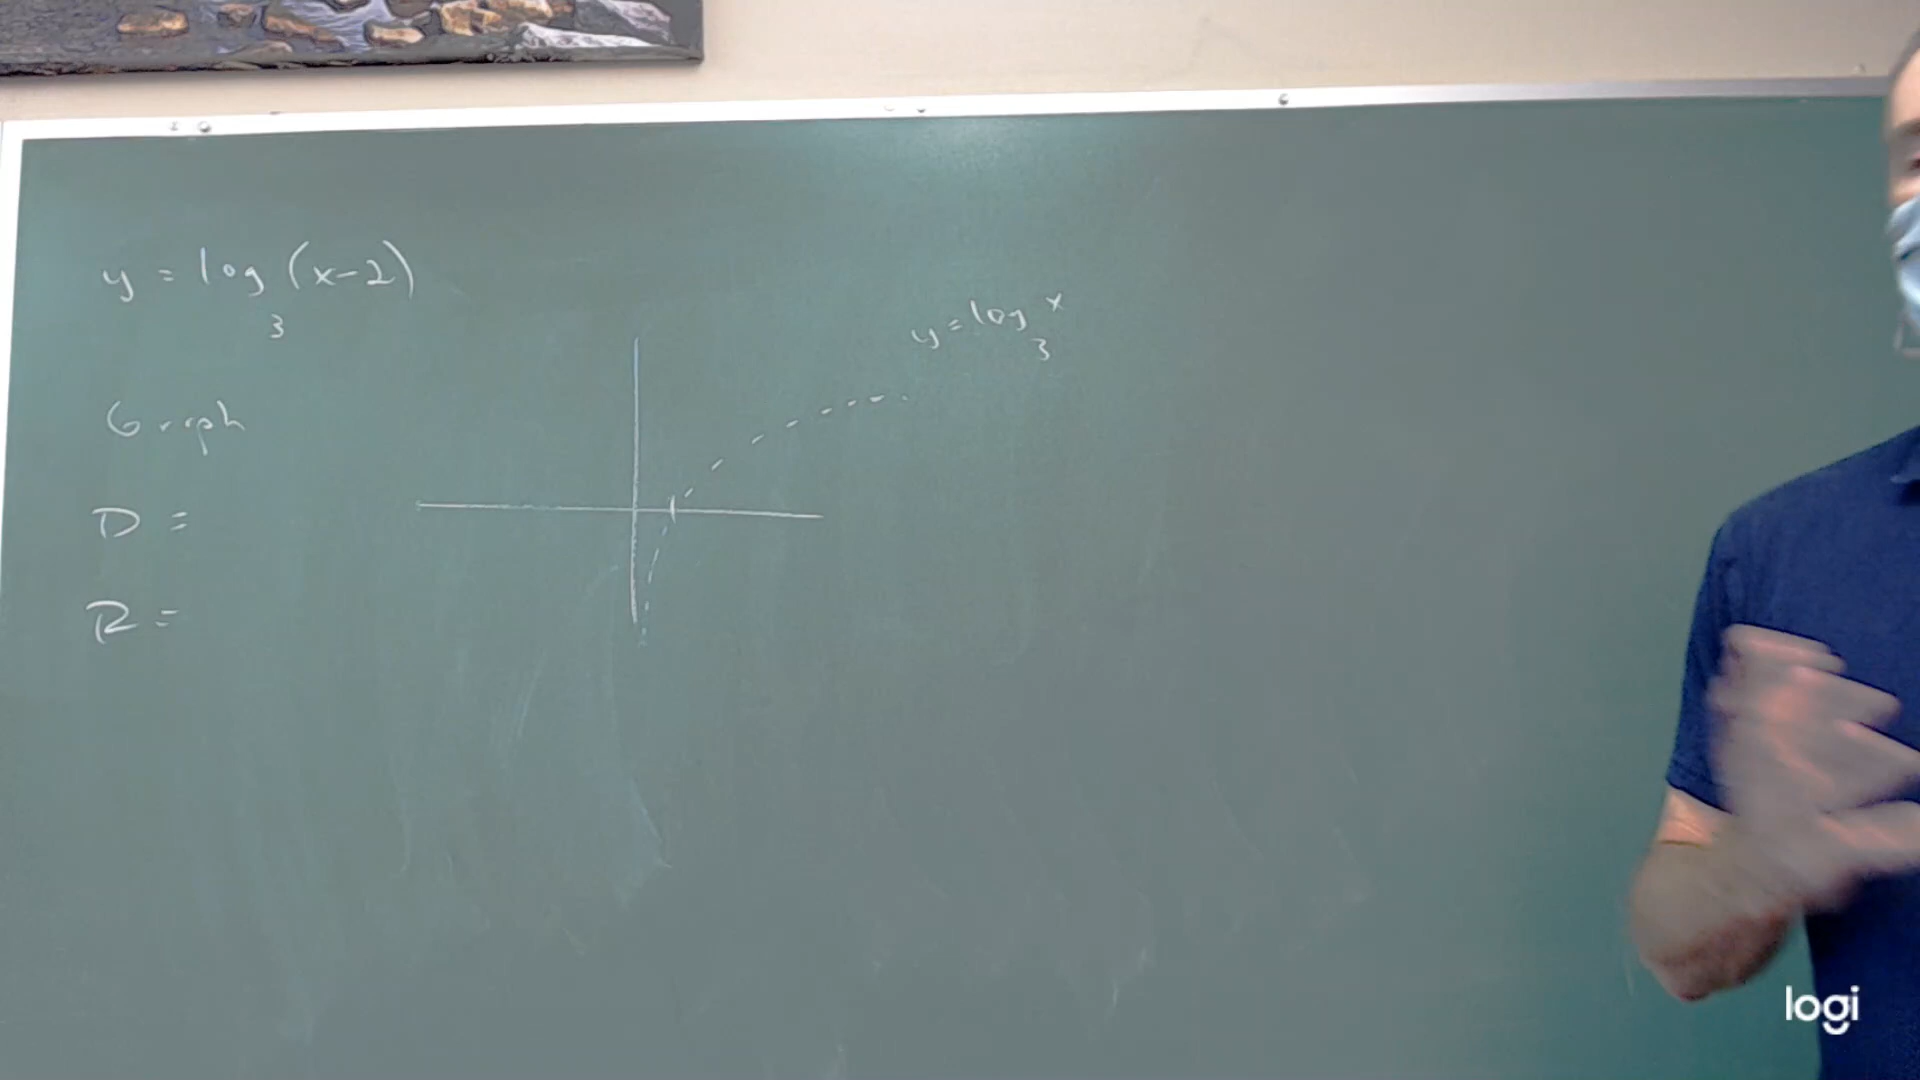 y = log₃ (x-2)
y = log₃ x
Graph
D =
R =
logi